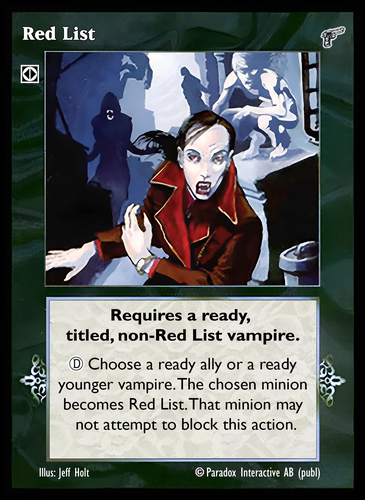 Red List
Requires a ready,
titled, non-Red List vampire.
Ⓓ Choose a ready ally or a ready
younger vampire. The chosen minion
becomes Red List. That minion may
not attempt to block this action.
Illus: Jeff Holt © Paradox Interactive AB (publ)